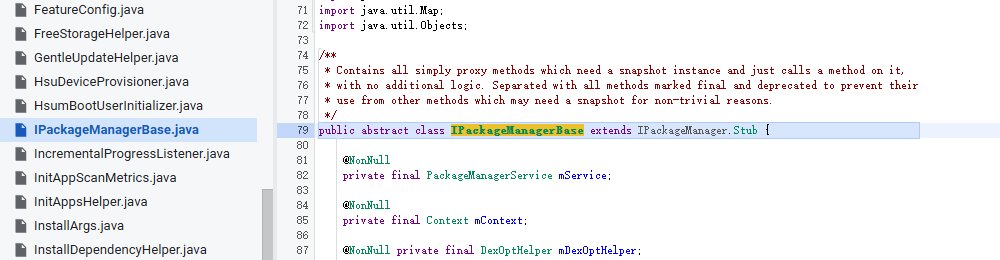 FeatureConfig.java
FreeStorageHelper.java
GentleUpdateHelper.java
HsuDeviceProvisioner.java
HsumBootUserInitializer.java
IPackageManagerBase.java
IncrementalProgressListener.java
InitAppScanMetrics.java
InitAppsHelper.java
InstallArgs.java
InstallDependencyHelper.java
71 import java.util.Map;
72 import java.util.Objects;
73
74 /**
75 * Contains all simply proxy methods which need a snapshot instance and just calls a method on it,
76 * with no additional logic. Separated with all methods marked final and deprecated to prevent their
77 * use from other methods which may need a snapshot for non-trivial reasons.
78 */
79 public abstract class IPackageManagerBase extends IPackageManager.Stub {
80
81 @NonNull
82 private final PackageManagerService mService;
83
84 @NonNull
85 private final Context mContext;
86
87 @NonNull private final DexOptHelper mDexOptHelper;